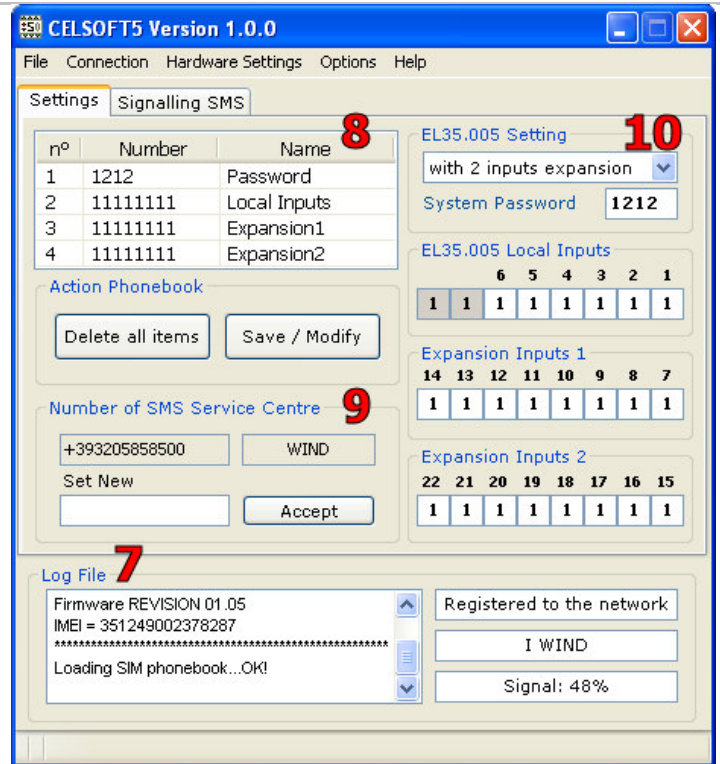 CELSOFT5 Version 1.0.0
File Connection Hardware Settings Options Help
Settings Signalling SMS
8
nº Number Name
1 1212 Password
2 11111111 Local Inputs
3 11111111 Expansion1
4 11111111 Expansion2
Action Phonebook
Delete all items Save / Modify
Number of SMS Service Centre 9
+393205858500 WIND
Set New
Accept
EL35.005 Setting 10
with 2 inputs expansion
System Password 1212
EL35.005 Local Inputs
6 5 4 3 2 1
1 1 1 1 1 1 1 1
Expansion Inputs 1
14 13 12 11 10 9 8 7
1 1 1 1 1 1 1 1
Expansion Inputs 2
22 21 20 19 18 17 16 15
1 1 1 1 1 1 1 1
Log File 7
Firmware REVISION 01.05
IMEI = 351249002378287
************************************************************
Loading SIM phonebook...OK!
Registered to the network
I WIND
Signal: 48%